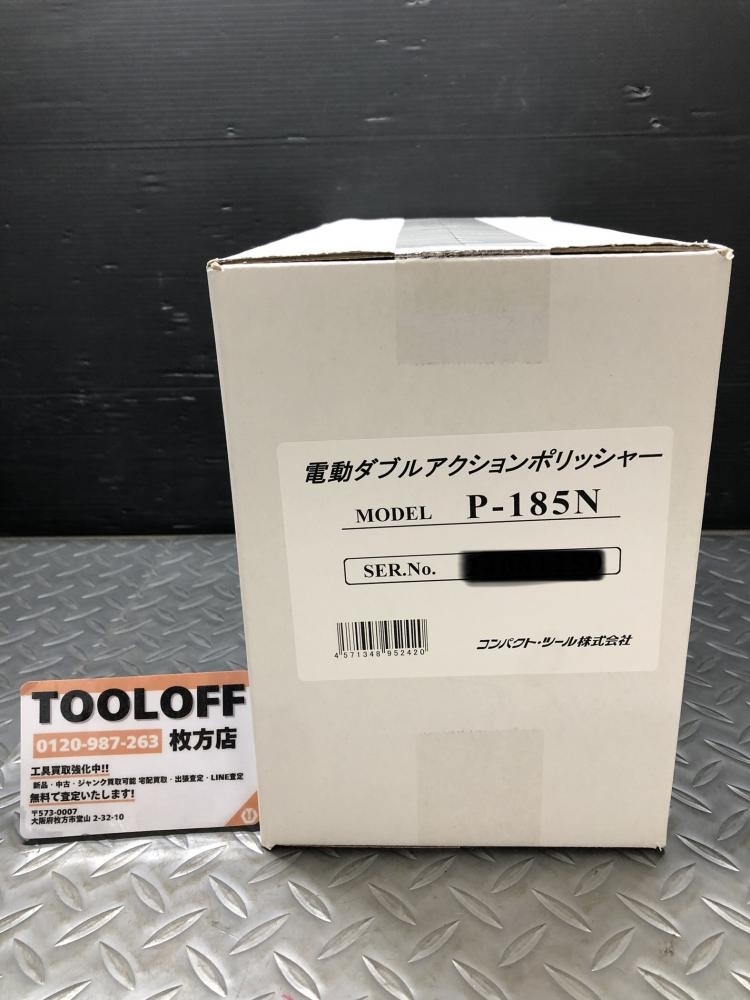 電動ダブルアクションポリッシャー
MODEL P-185N
SER.No.
4 571348 952420
コンパクト・ツール株式会社
TOOLOFF
0120-987-263 枚方店
工具買取強化中!!
新品・中古・ジャンク買取可能 宅配買取・出張査定・LINE査定
無料で査定いたします!
〒573-0007
大阪府枚方市堂山 2-32-10